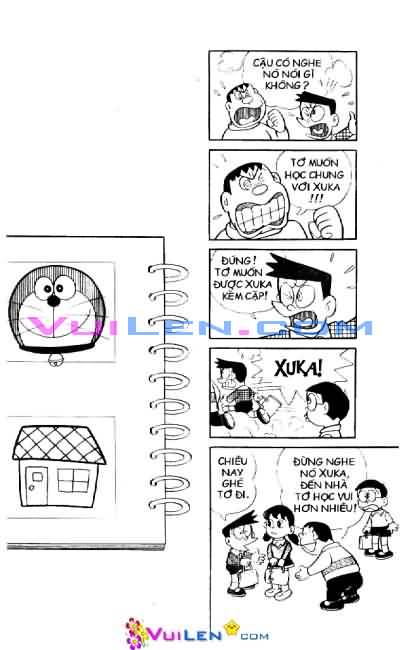 CẬU CÓ NGHE
NÓ NÓI GÌ
KHÔNG?
TỚ MUỐN
HỌC CHUNG
VỚI XUKA
!!!
ĐÚNG!
TỚ MUỐN
ĐƯỢC XUKA
KÈM CẶP!
VUILEN.COM
XUKA!
CHIỀU
NAY
GHÉ
TỚ ĐI.
ĐỪNG NGHE
NÓ XUKA,
ĐẾN NHÀ
TỚ HỌC VUI
HƠN NHIỀU!
VUILEN.COM